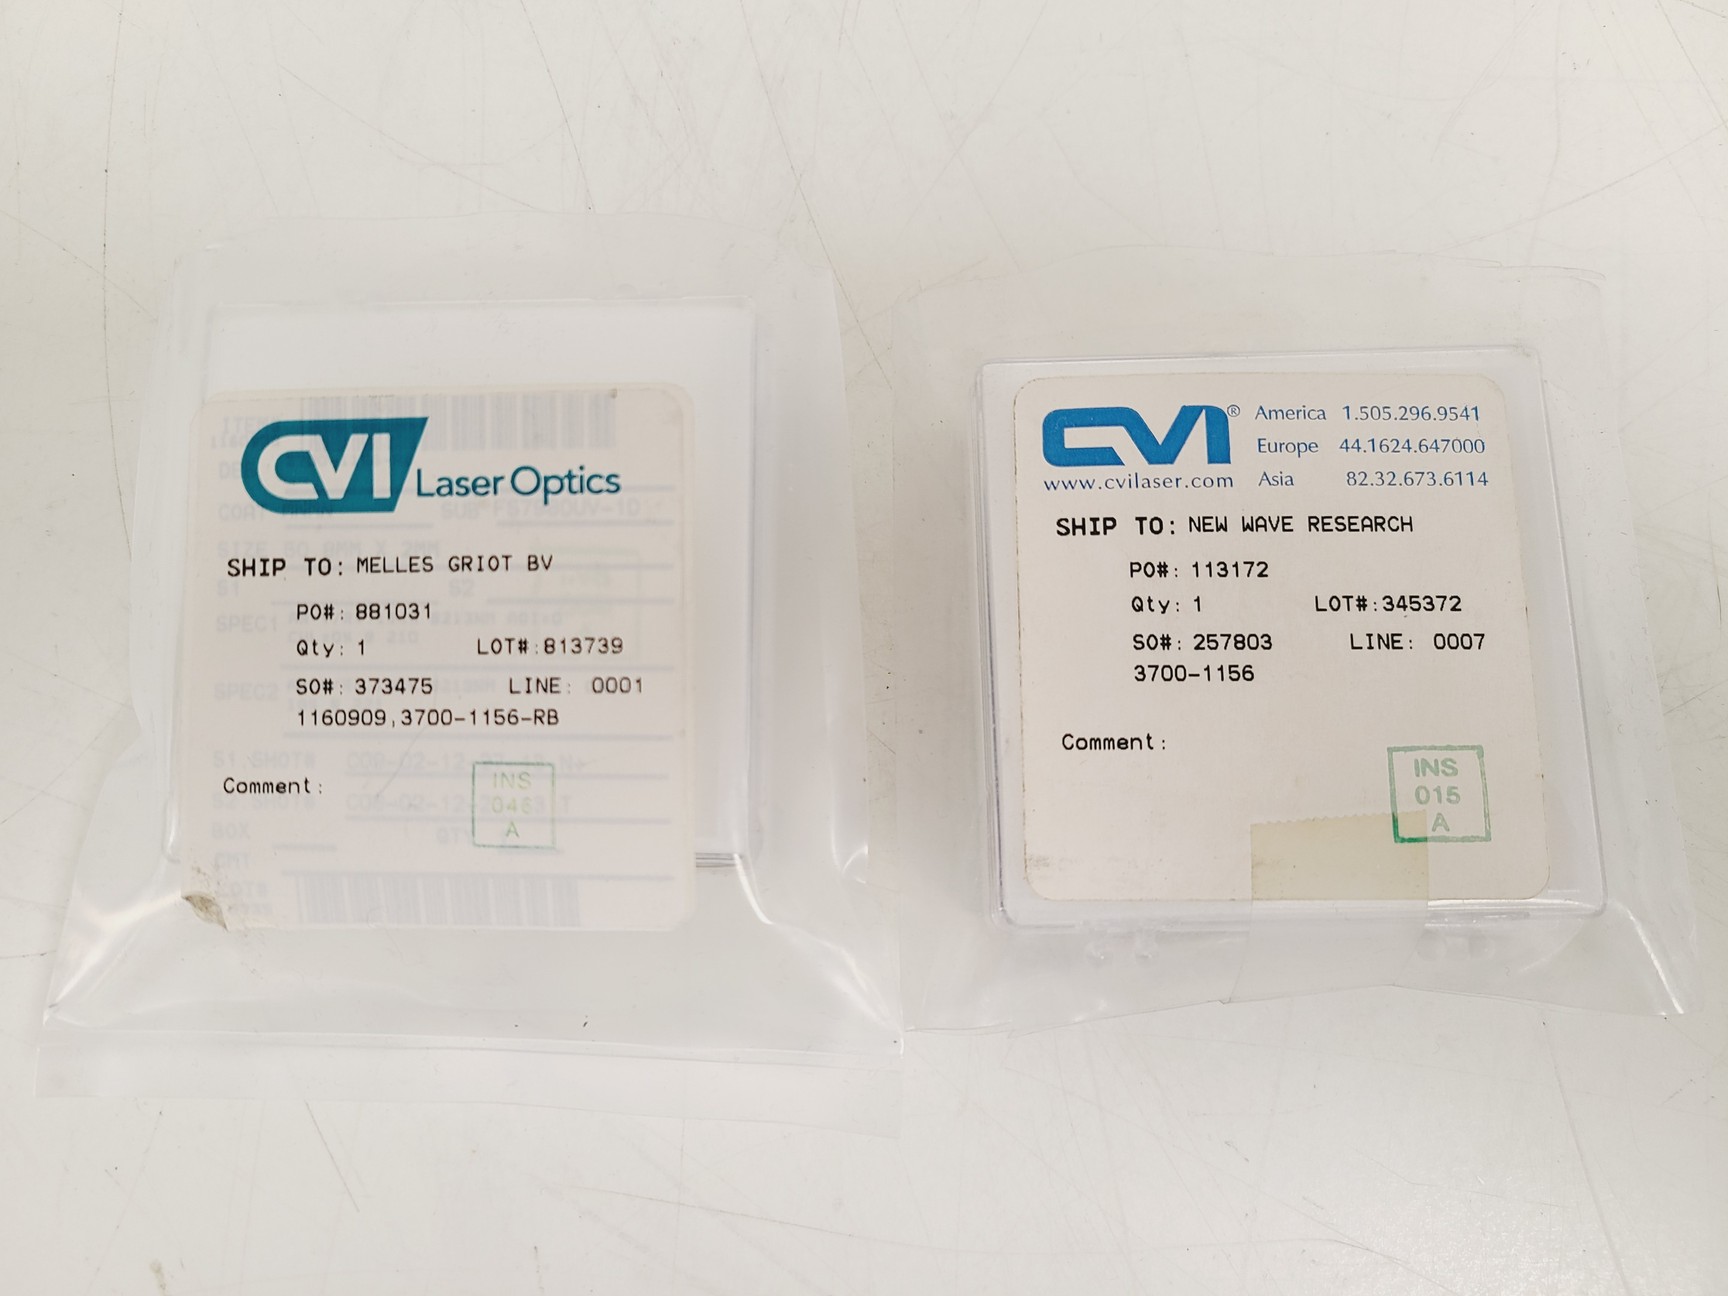 CVI Laser Optics
SHIP TO: MELLES GRIOT BV
PO#: 881031
Qty: 1 LOT#:813739
SO#: 373475 LINE: 0001
1160909,3700-1156-RB
Comment:
INS
046
A
CVI® America 1.505.296.9541
Europe 44.1624.647000
www.cvilaser.com Asia 82.32.673.6114
SHIP TO: NEW WAVE RESEARCH
PO#: 113172
Qty: 1 LOT#:345372
SO#: 257803 LINE: 0007
3700-1156
Comment:
INS
015
A